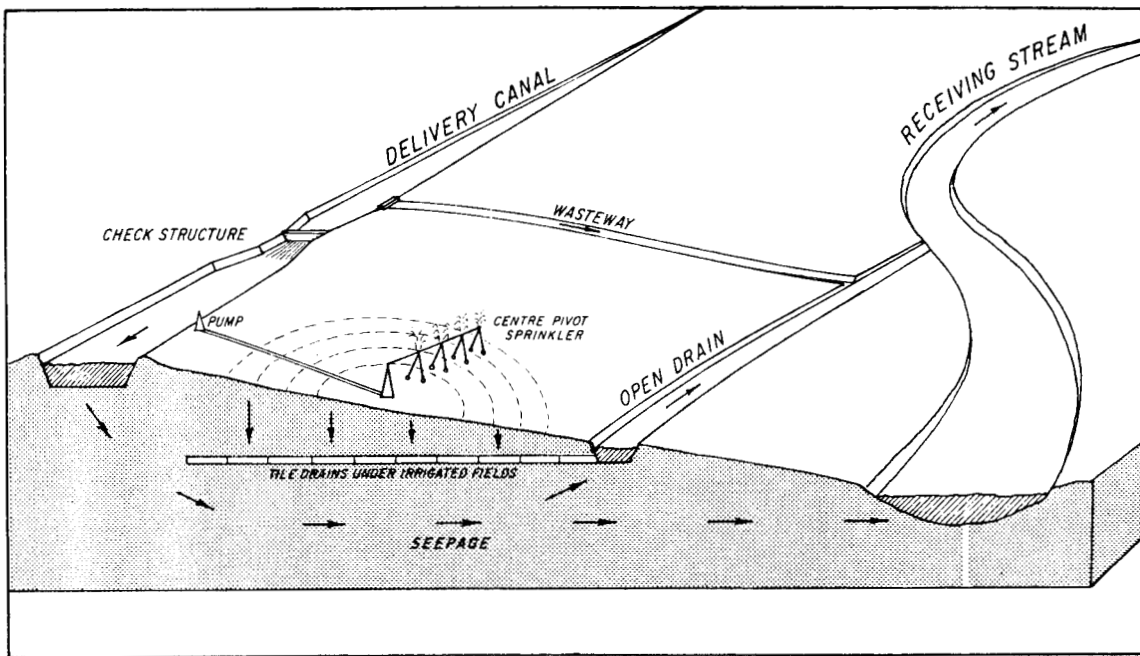 DELIVERY CANAL
RECEIVING STREAM
WASTEWAY
CHECK STRUCTURE
PUMP
CENTRE PIVOT
SPRINKLER
OPEN DRAIN
TILE DRAINS UNDER IRRIGATED FIELDS
SEEPAGE